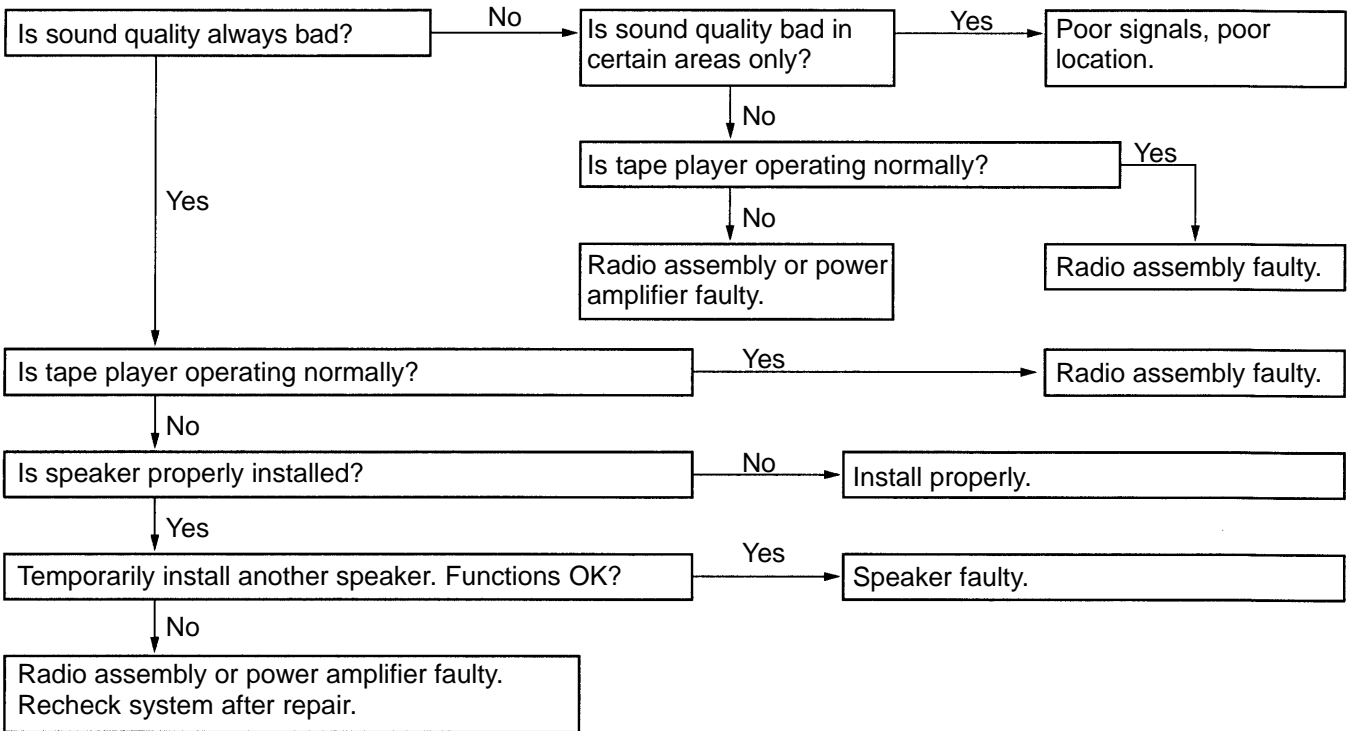 Is sound quality always bad?
No
Is sound quality bad in
certain areas only?
Yes
Poor signals, poor
location.
No
Is tape player operating normally?
Yes
Yes
No
Radio assembly or power
amplifier faulty.
Radio assembly faulty.
Is tape player operating normally?
Yes
Radio assembly faulty.
No
Is speaker properly installed?
No
Install properly.
Yes
Temporarily install another speaker. Functions OK?
Yes
Speaker faulty.
No
Radio assembly or power amplifier faulty.
Recheck system after repair.